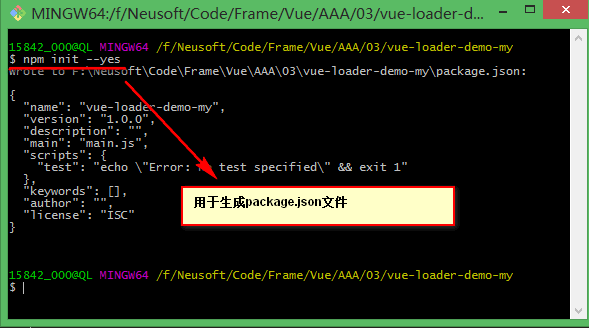 MINGW64:/f/Neusoft/Code/Frame/Vue/AAA/03/vue-loader-d...
15842_000@QL MINGW64 /f/Neusoft/Code/Frame/Vue/AAA/03/vue-loader-demo-my
$ npm init --yes
Wrote to F:\Neusoft\Code\Frame\Vue\AAA\03\vue-loader-demo-my\package.json:
{
"name": "vue-loader-demo-my",
"version": "1.0.0",
"description": "",
"main": "main.js",
"scripts": {
"test": "echo \"Error: test specified\" && exit 1"
},
"keywords": [],
"author": "",
"license": "ISC"
}
用于生成package.json文件
15842_000@QL MINGW64 /f/Neusoft/Code/Frame/Vue/AAA/03/vue-loader-demo-my
$